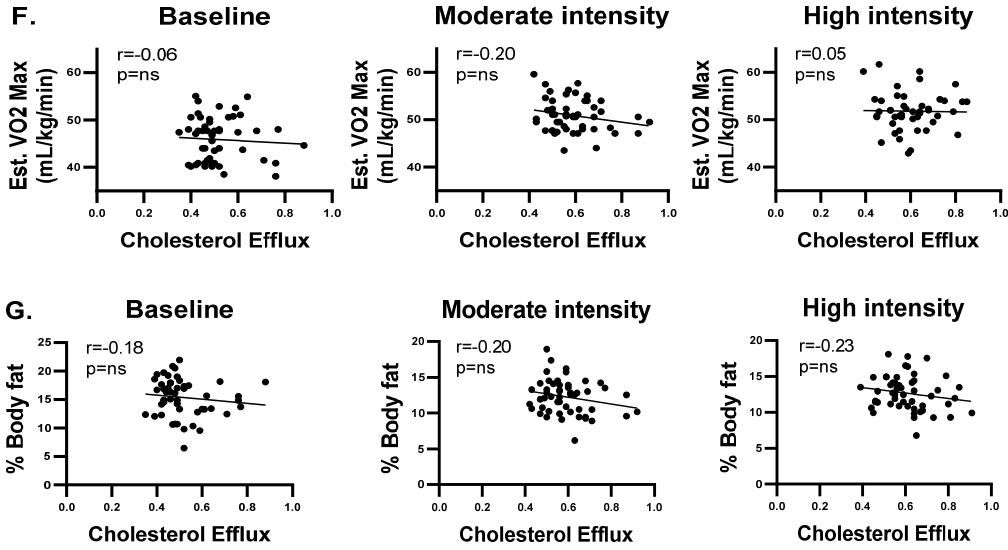 F.
Baseline
r=-0.06
p=ns
Est. VO2 Max
(mL/kg/min)
60
50
40
0.0 0.2 0.4 0.6 0.8 1.0
Cholesterol Efflux
Moderate intensity
r=-0.20
p=ns
Est. VO2 Max
(mL/kg/min)
60
50
40
0.0 0.2 0.4 0.6 0.8 1.0
Cholesterol Efflux
High intensity
r=0.05
p=ns
Est. VO2 Max
(mL/kg/min)
60
50
40
0.0 0.2 0.4 0.6 0.8 1.0
Cholesterol Efflux
G.
Baseline
r=-0.18
p=ns
% Body fat
25
20
15
10
5
0
0.0 0.2 0.4 0.6 0.8 1.0
Cholesterol Efflux
Moderate intensity
r=-0.20
p=ns
% Body fat
20
15
10
5
0
0.0 0.2 0.4 0.6 0.8 1.0
Cholesterol Efflux
High intensity
r=-0.23
p=ns
% Body fat
20
15
10
5
0
0.0 0.2 0.4 0.6 0.8 1.0
Cholesterol Efflux